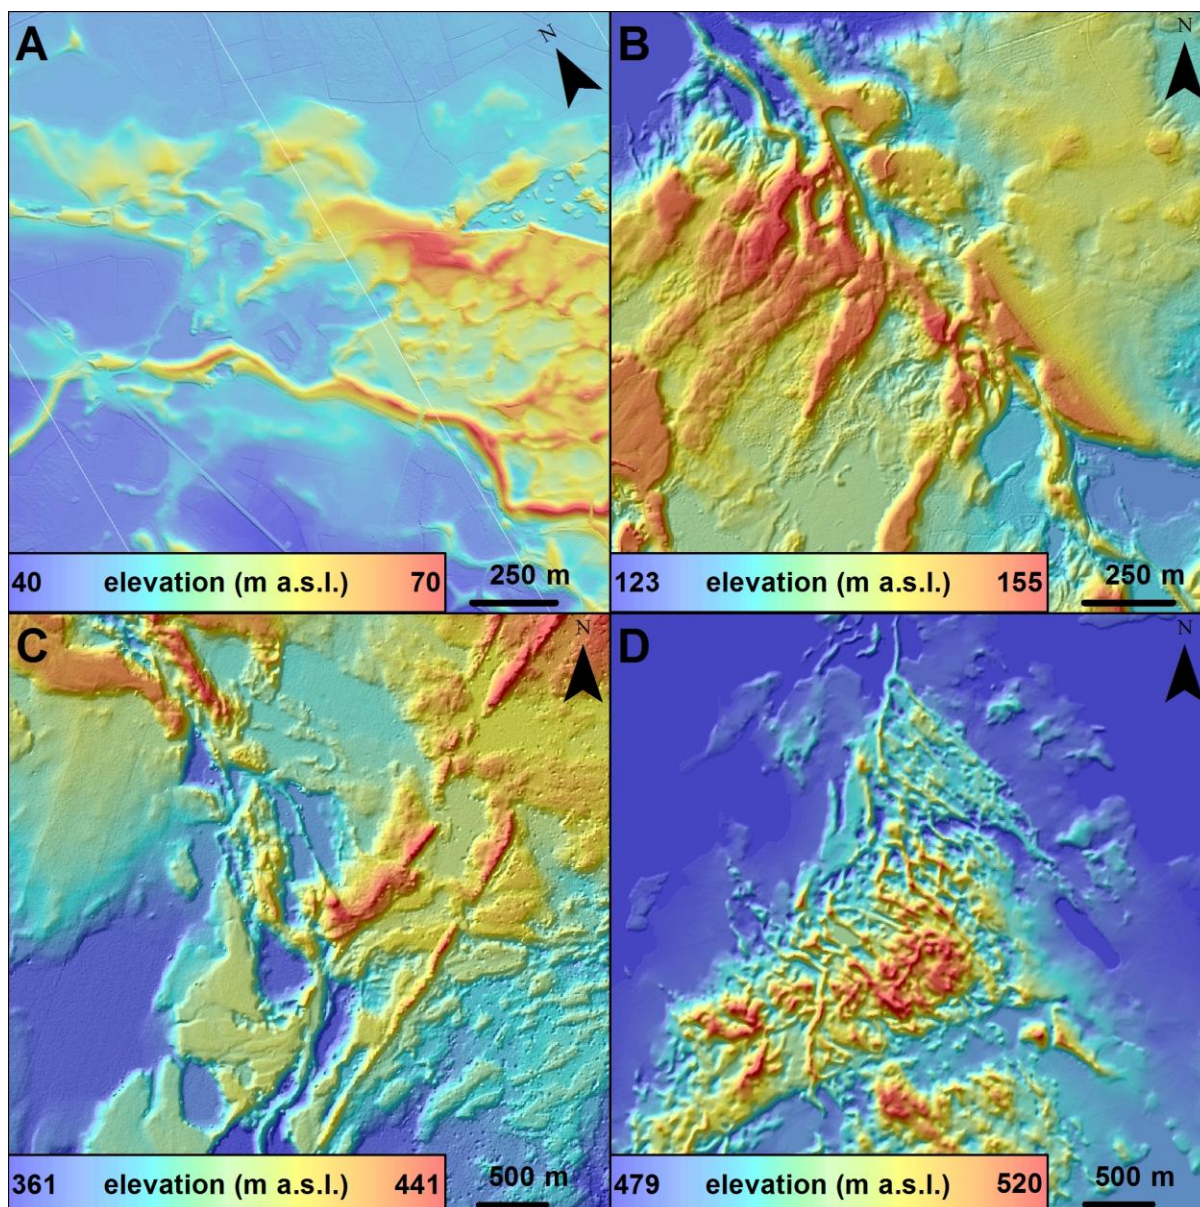 A
N
B
N
40 elevation (m a.s.l.) 70
250 m
123 elevation (m a.s.l.) 155
250 m
C
N
D
N
361 elevation (m a.s.l.) 441
500 m
479 elevation (m a.s.l.) 520
500 m